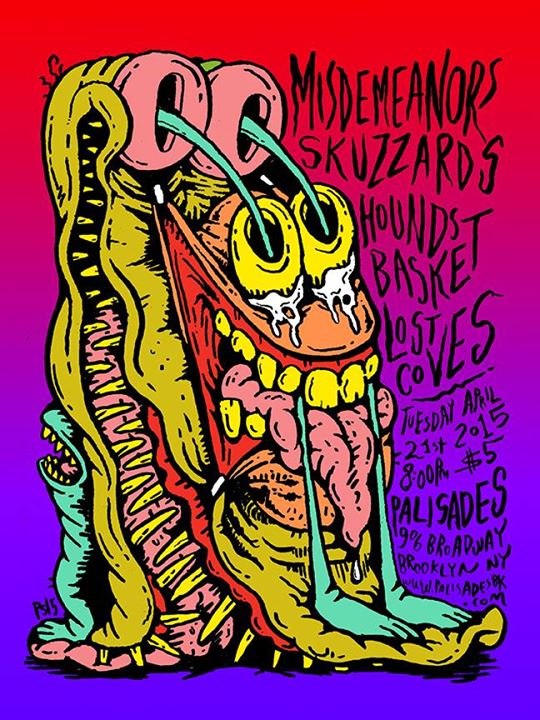 MISDEMEANORS
SKUZZARDS
HOUNDS
BASKET
LOST
COVES
TUESDAY APRIL
21st 2015
8:00PM $5
PALISADES
906 BROADWAY
BROOKLYN NY
WWW.PALISADESBK
.COM